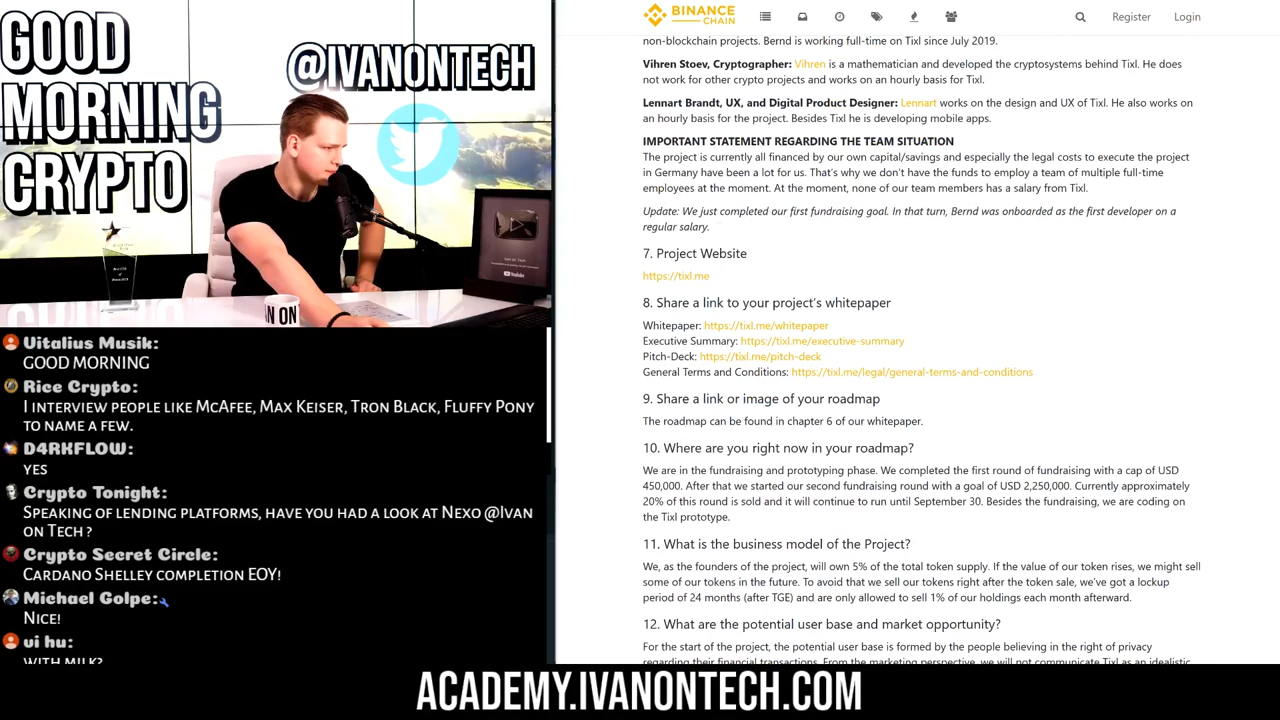 GOOD
MORNING
CRYPTO
@IVANONTECH
YouTube
N ON
Vitalius Musik:
GOOD MORNING
Rice Crypto:
I INTERVIEW PEOPLE LIKE MCAFEE, MAX KEISER, TRON BLACK, FLUFFY PONY
TO NAME A FEW.
D4RKFLOW:
YES
Crypto Tonight:
SPEAKING OF LENDING PLATFORMS, HAVE YOU HAD A LOOK AT NEXO @IVAN
ON TECH ?
Crypto Secret Circle:
CARDANO SHELLEY COMPLETION EOY!
Michael Golpe:
NICE!
vi hu:
WITH MILK?
BINANCE
CHAIN
Register
Login
non-blockchain projects. Bernd is working full-time on Tixl since July 2019.
Vihren Stoev, Cryptographer: Vihren is a mathematician and developed the cryptosystems behind Tixl. He does
not work for other crypto projects and works on an hourly basis for Tixl.
Lennart Brandt, UX, and Digital Product Designer: Lennart works on the design and UX of Tixl. He also works on
an hourly basis for the project. Besides Tixl he is developing mobile apps.
IMPORTANT STATEMENT REGARDING THE TEAM SITUATION
The project is currently all financed by our own capital/savings and especially the legal costs to execute the project
in Germany have been a lot for us. That's why we don't have the funds to employ a team of multiple full-time
employees at the moment. At the moment, none of our team members has a salary from Tixl.
Update: We just completed our first fundraising goal. In that turn, Bernd was onboarded as the first developer on a
regular salary.
7. Project Website
https://tixl.me
8. Share a link to your project's whitepaper
Whitepaper: https://tixl.me/whitepaper
Executive Summary: https://tixl.me/executive-summary
Pitch-Deck: https://tixl.me/pitch-deck
General Terms and Conditions: https://tixl.me/legal/general-terms-and-conditions
9. Share a link or image of your roadmap
The roadmap can be found in chapter 6 of our whitepaper.
10. Where are you right now in your roadmap?
We are in the fundraising and prototyping phase. We completed the first round of fundraising with a cap of USD
450,000. After that we started our second fundraising round with a goal of USD 2,250,000. Currently approximately
20% of this round is sold and it will continue to run until September 30. Besides the fundraising, we are coding on
the Tixl prototype.
11. What is the business model of the Project?
We, as the founders of the project, will own 5% of the total token supply. If the value of our token rises, we might sell
some of our tokens in the future. To avoid that we sell our tokens right after the token sale, we've got a lockup
period of 24 months (after TGE) and are only allowed to sell 1% of our holdings each month afterward.
12. What are the potential user base and market opportunity?
For the start of the project, the potential user base is formed by the people believing in the right of privacy
regarding their financial transactions. From the marketing perspective, we will not communicate Tixl as an idealistic
ACADEMY.IVANONTECH.COM